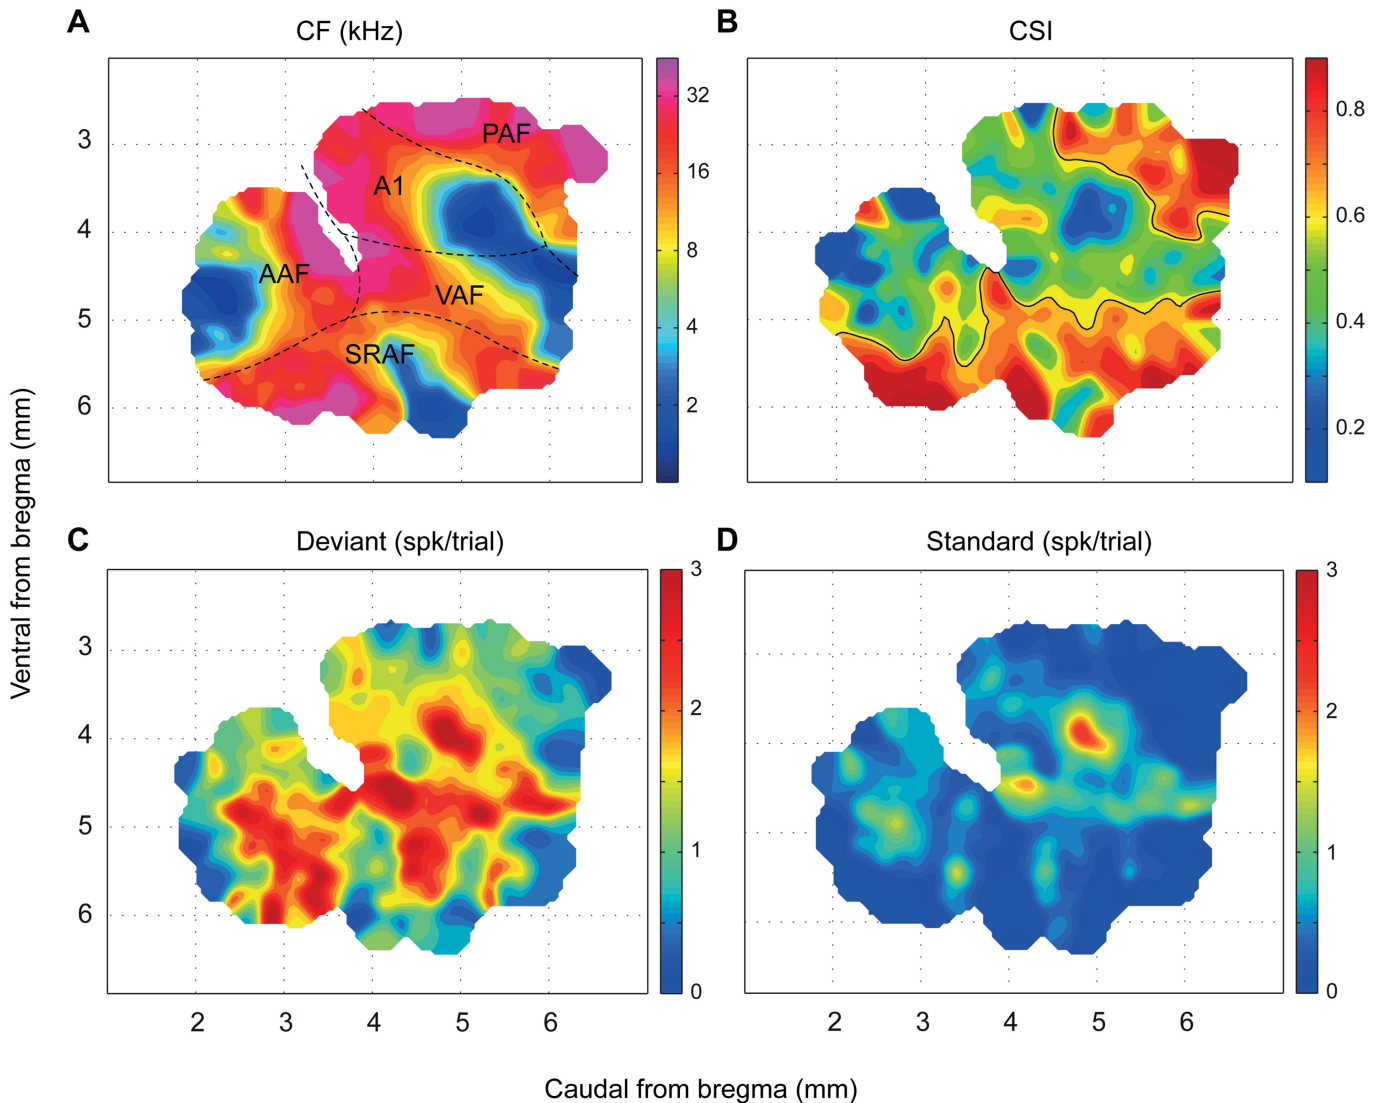 A
CF (kHz)
B
CSI
32
16
8
4
2
PAF
A1
AAF
VAF
SRAF
3
4
5
6
0.8
0.6
0.4
0.2
Ventral from bregma (mm)
C
Deviant (spk/trial)
D
Standard (spk/trial)
3
2
1
0
3
4
5
6
3
2
1
0
2 3 4 5 6
2 3 4 5 6
Caudal from bregma (mm)